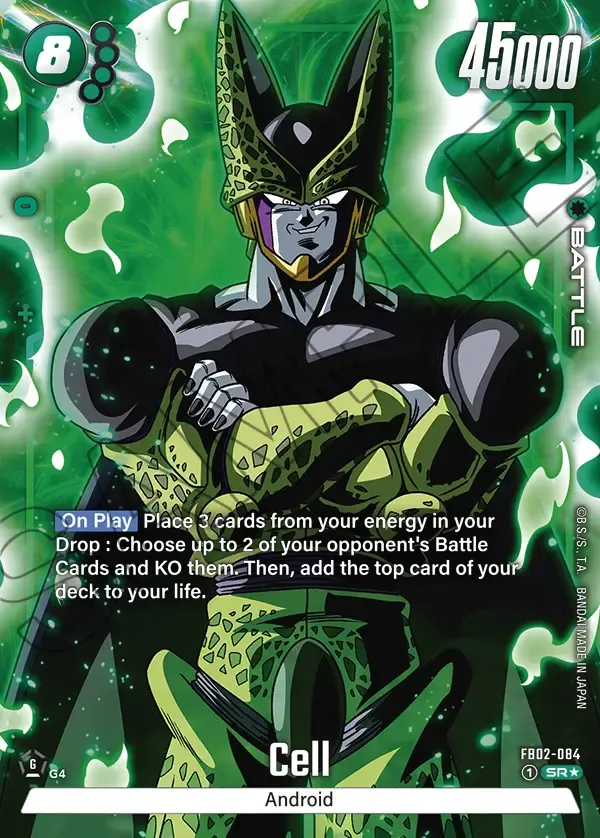 8
45000
0
+
BATTLE
On Play Place 3 cards from your energy in your
Drop : Choose up to 2 of your opponent's Battle
Cards and KO them. Then, add the top card of your
deck to your life.
©B.S./S., T.A. BANDAI MADE IN JAPAN
SAMPLE
Cell
FB02-084
G
G4
1 SR★
Android